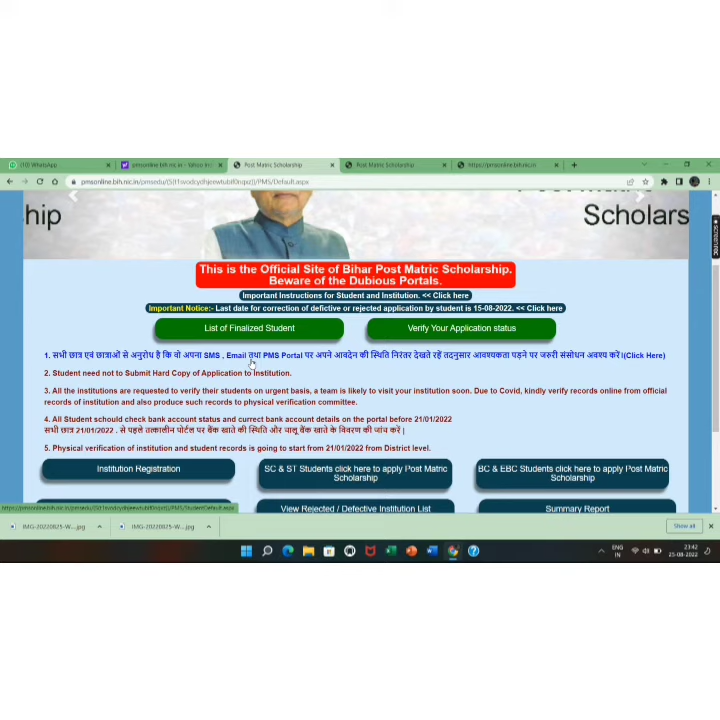 (10) WhatsApp
pmsonline bih nic in - Yahoo In
Post Matric Scholarship
Post Matric Scholarship
https://pmsonline.bih.nic.in
hip
Scholars
This is the Official Site of Bihar Post Matric Scholarship.
Beware of the Dubious Portals.
Important Instructions for Student and Institution. << Click here
Important Notice:- Last date for correction of defictive or rejected application by student is 15-08-2022. << Click here
List of Finalized Student
Verify Your Application status
1. सभी छात्र एवं छात्राओं से अनुरोध है कि वो अपना SMS , Email तथा PMS Portal पर अपने आवदेन की स्थिति निरंतर देखते रहें तदनुसार आवश्यकता पड़ने पर जरुरी संसोधन अवश्य करें।(Click Here)
2. Student need not to Submit Hard Copy of Application to Institution.
3. All the institutions are requested to verify their students on urgent basis, a team is likely to visit your institution soon. Due to Covid, kindly verify records online from official
records of institution and also produce such records to physical verification committee.
4. All Student schould check bank account status and currect bank account details on the portal before 21/01/2022
सभी छात्र 21/01/2022 . से पहले तत्कालीन पोर्टल पर बैंक खाते की स्थिति और चालू बैंक खाते के विवरण की जांच करें |
5. Physical verification of institution and student records is going to start from 21/01/2022 from District level.
Institution Registration
SC & ST Students click here to apply Post Matric
Scholarship
BC & EBC Students click here to apply Post Matric
Scholarship
View Rejected / Defective Institution List
Summary Report
IMG-20220825-W....jpg
IMG-20220825-W....jpg
Show all
ENG
IN
23:42
25-08-2022